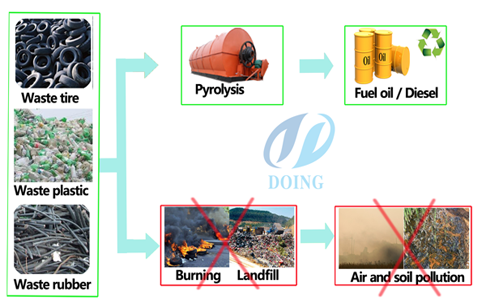 Waste tire
Waste plastic
Waste rubber
Pyrolysis
Oil
Oil
Fuel oil / Diesel
DOING
Burning
Landfill
Air and soil pollution